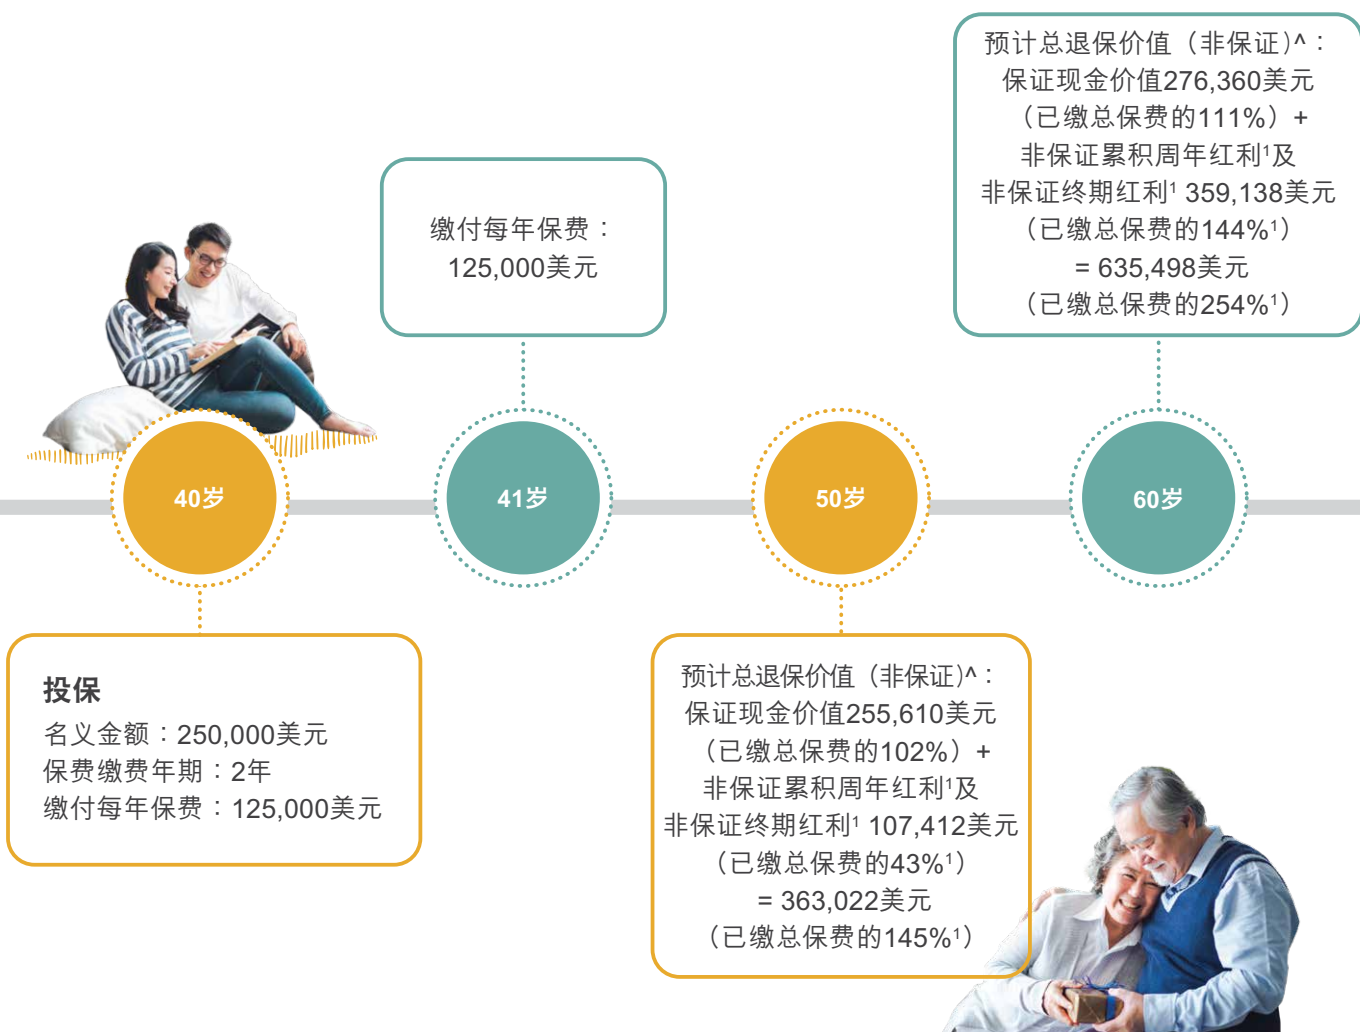 预计总退保价值（非保证）^：
保证现金价值276,360美元
（已缴总保费的111%）+
非保证累积周年红利¹及
非保证终期红利¹ 359,138美元
（已缴总保费的144%¹）
= 635,498美元
（已缴总保费的254%¹）
缴付每年保费：
125,000美元
40岁
41岁
50岁
60岁
投保
名义金额：250,000美元
保费缴费年期：2年
缴付每年保费：125,000美元
预计总退保价值（非保证）^：
保证现金价值255,610美元
（已缴总保费的102%）+
非保证累积周年红利¹及
非保证终期红利¹ 107,412美元
（已缴总保费的43%¹）
= 363,022美元
（已缴总保费的145%¹）